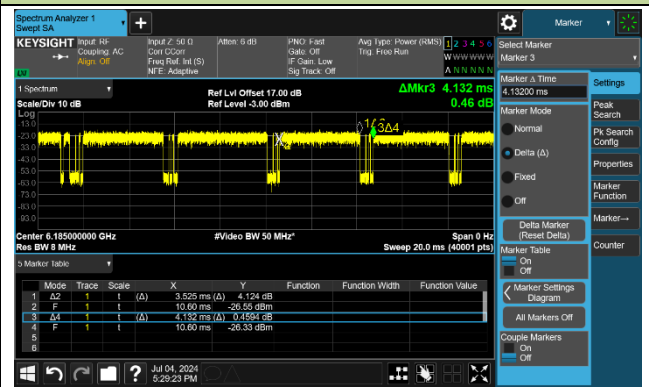 Spectrum Analyzer 1
Swept SA
Marker
KEYSIGHT Input: RF Input Z: 50 Ω Atten: 6 dB PNO: Fast Avg Type: Power (RMS) 1 2 3 4 5 6
Coupling: AC Corr CCorr Gate: Off Trig: Free Run
Align: Off Freq Ref: Int (S) IF Gain: Low W W W W W W
NFE: Adaptive Sig Track: Off A N N N N N
LVI
Select Marker
Marker 3
1 Spectrum
Ref Lvl Offset 17.00 dB
ΔMkr3 4.132 ms
Scale/Div 10 dB
Ref Level -3.00 dBm
0.46 dB
Log
-13.0
-23.0
-33.0
-43.0
-53.0
-63.0
-73.0
-83.0
-93.0
3Δ4
Center 6.185000000 GHz
#Video BW 50 MHz*
Span 0 Hz
Res BW 8 MHz
Sweep 20.0 ms (40001 pts)
5 Marker Table
Mode Trace Scale X Y Function Function Width Function Value
1 Δ2 1 t (Δ) 3.525 ms (Δ) 4.124 dB
2 F 1 t 10.60 ms -26.55 dBm
3 Δ4 1 t (Δ) 4.132 ms (Δ) 0.4594 dB
4 F 1 t 10.60 ms -26.33 dBm
5
6
Marker Δ Time
4.13200 ms
Marker Mode
Normal
Delta (Δ)
Fixed
Off
Delta Marker
(Reset Delta)
Marker Table
On
Off
Marker Settings
Diagram
All Markers Off
Couple Markers
On
Off
Settings
Peak
Search
Pk Search
Config
Properties
Marker
Function
Marker→
Counter
?
Jul 04, 2024
5:29:23 PM